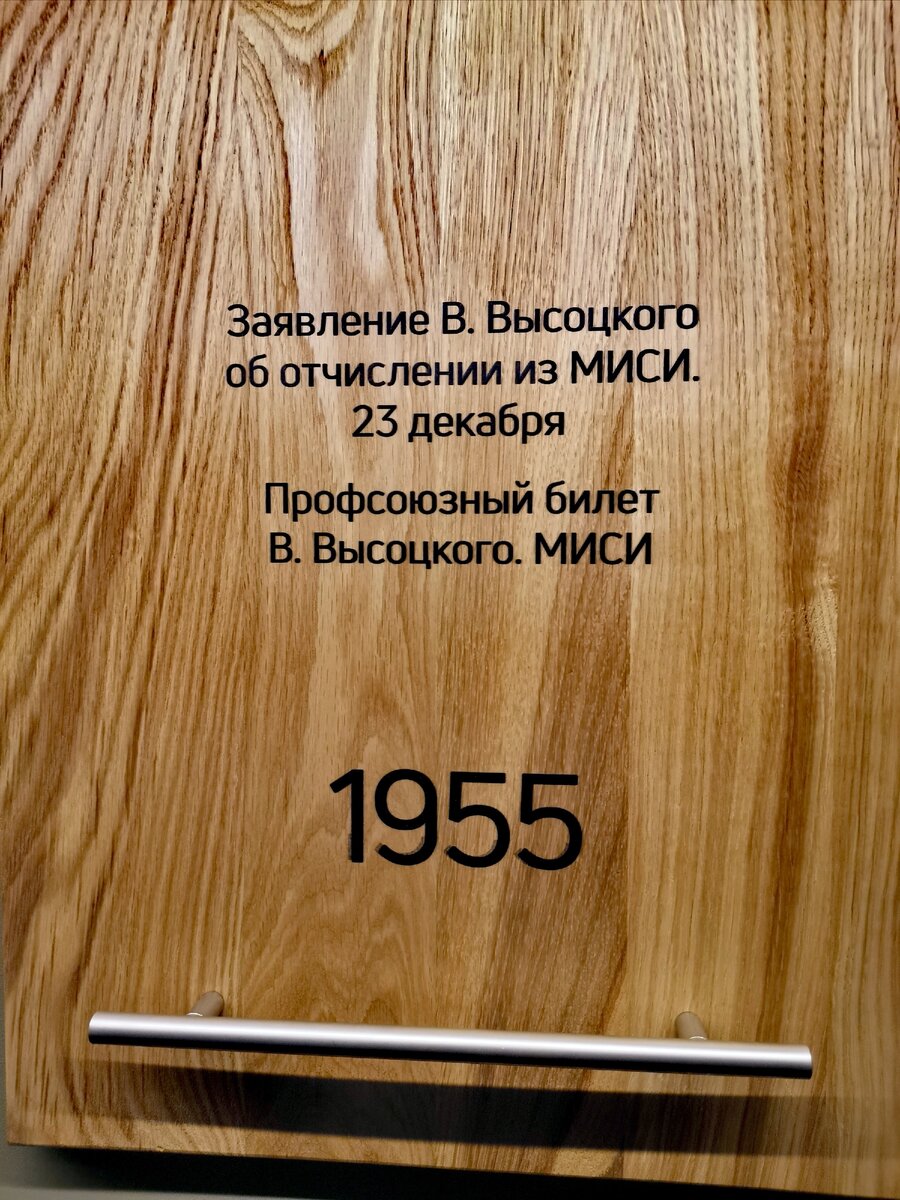 Заявление В. Высоцкого
об отчислении из МИСИ.
23 декабря
Профсоюзный билет
В. Высоцкого. МИСИ
1955